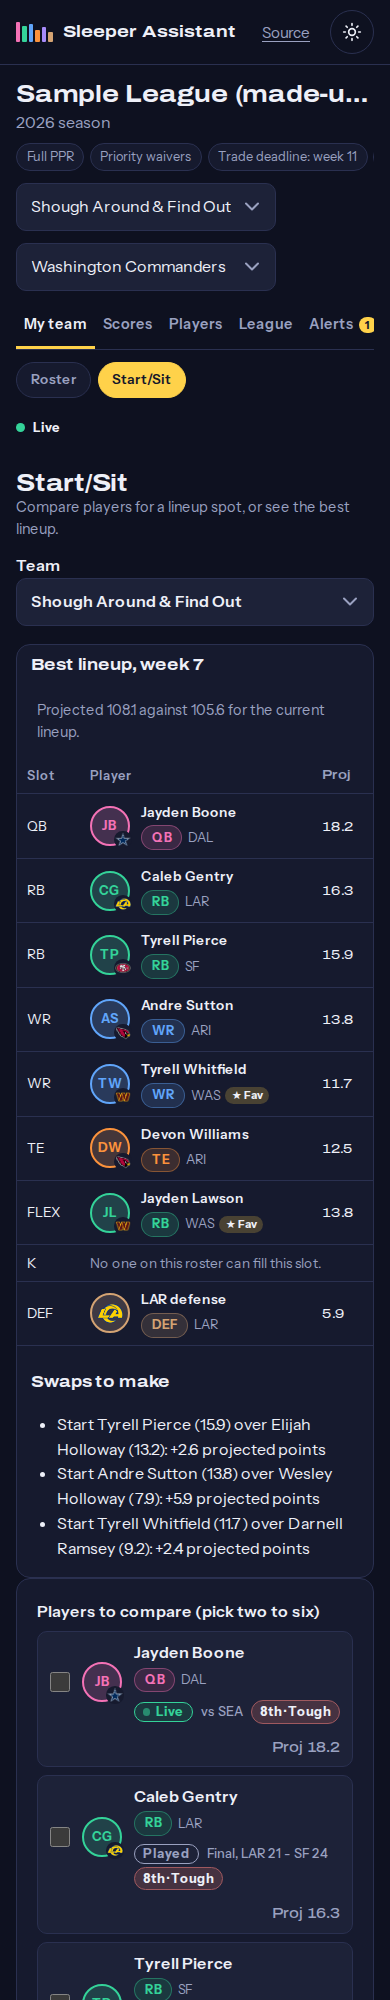 Sleeper Assistant Source
Sample League (made-u...
2026 season
Full PPR Priority waivers Trade deadline: week 11
Shough Around & Find Out
Washington Commanders
My team Scores Players League Alerts 1
Roster Start/Sit
Live
Start/Sit
Compare players for a lineup spot, or see the best
lineup.
Team
Shough Around & Find Out
Best lineup, week 7
Projected 108.1 against 105.6 for the current
lineup.
Slot Player Proj
QB JB Jayden Boone 18.2
QB DAL
RB CG Caleb Gentry 16.3
RB LAR
RB TP Tyrell Pierce 15.9
RB SF
WR AS Andre Sutton 13.8
WR ARI
WR TW Tyrell Whitfield 11.7
WR WAS ★ Fav
TE DW Devon Williams 12.5
TE ARI
FLEX JL Jayden Lawson 13.8
RB WAS ★ Fav
K No one on this roster can fill this slot.
DEF LAR defense 5.9
DEF LAR
Swaps to make
• Start Tyrell Pierce (15.9) over Elijah
Holloway (13.2): +2.6 projected points
• Start Andre Sutton (13.8) over Wesley
Holloway (7.9): +5.9 projected points
• Start Tyrell Whitfield (11.7) over Darnell
Ramsey (9.2): +2.4 projected points
Players to compare (pick two to six)
JB Jayden Boone
QB DAL
Live vs SEA 8th·Tough
Proj 18.2
CG Caleb Gentry
RB LAR
Played Final, LAR 21 - SF 24
8th·Tough
Proj 16.3
Tyrell Pierce
RB SF